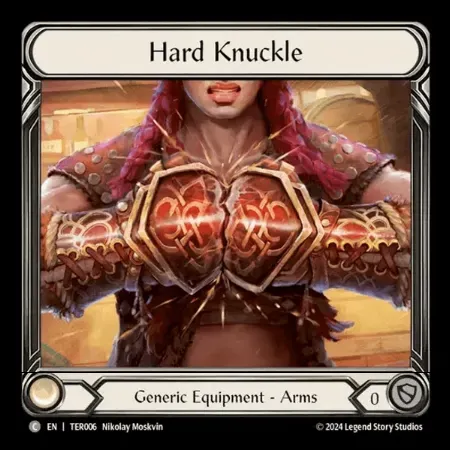 Hard Knuckle
Generic Equipment - Arms
0
C EN | TER006 Nikolay Moskvin
© 2024 Legend Story Studios